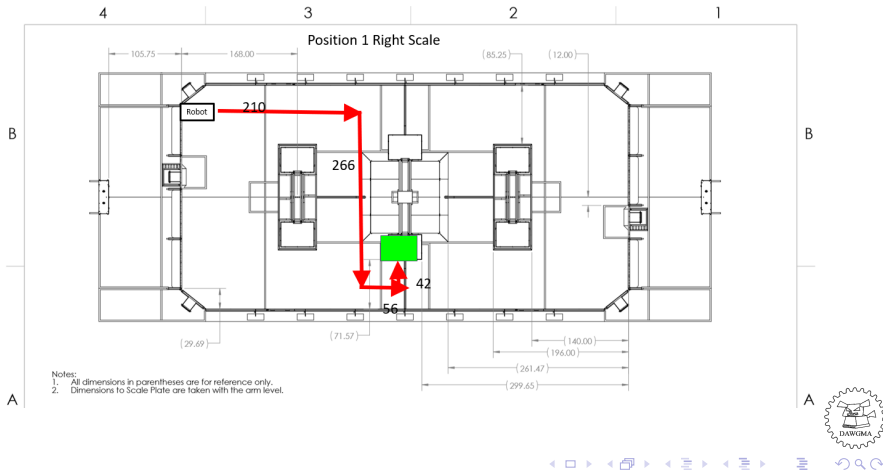 4 3 2 1
Position 1 Right Scale
105.75 168.00 (85.25) (12.00)
Robot 210
B B
266
42
56
(29.69) (71.57) (140.00)
(196.00)
(261.47)
(299.65)
Notes:
1. All dimensions in parentheses are for reference only.
2. Dimensions to Scale Plate are taken with the arm level.
A A
DAWGMA